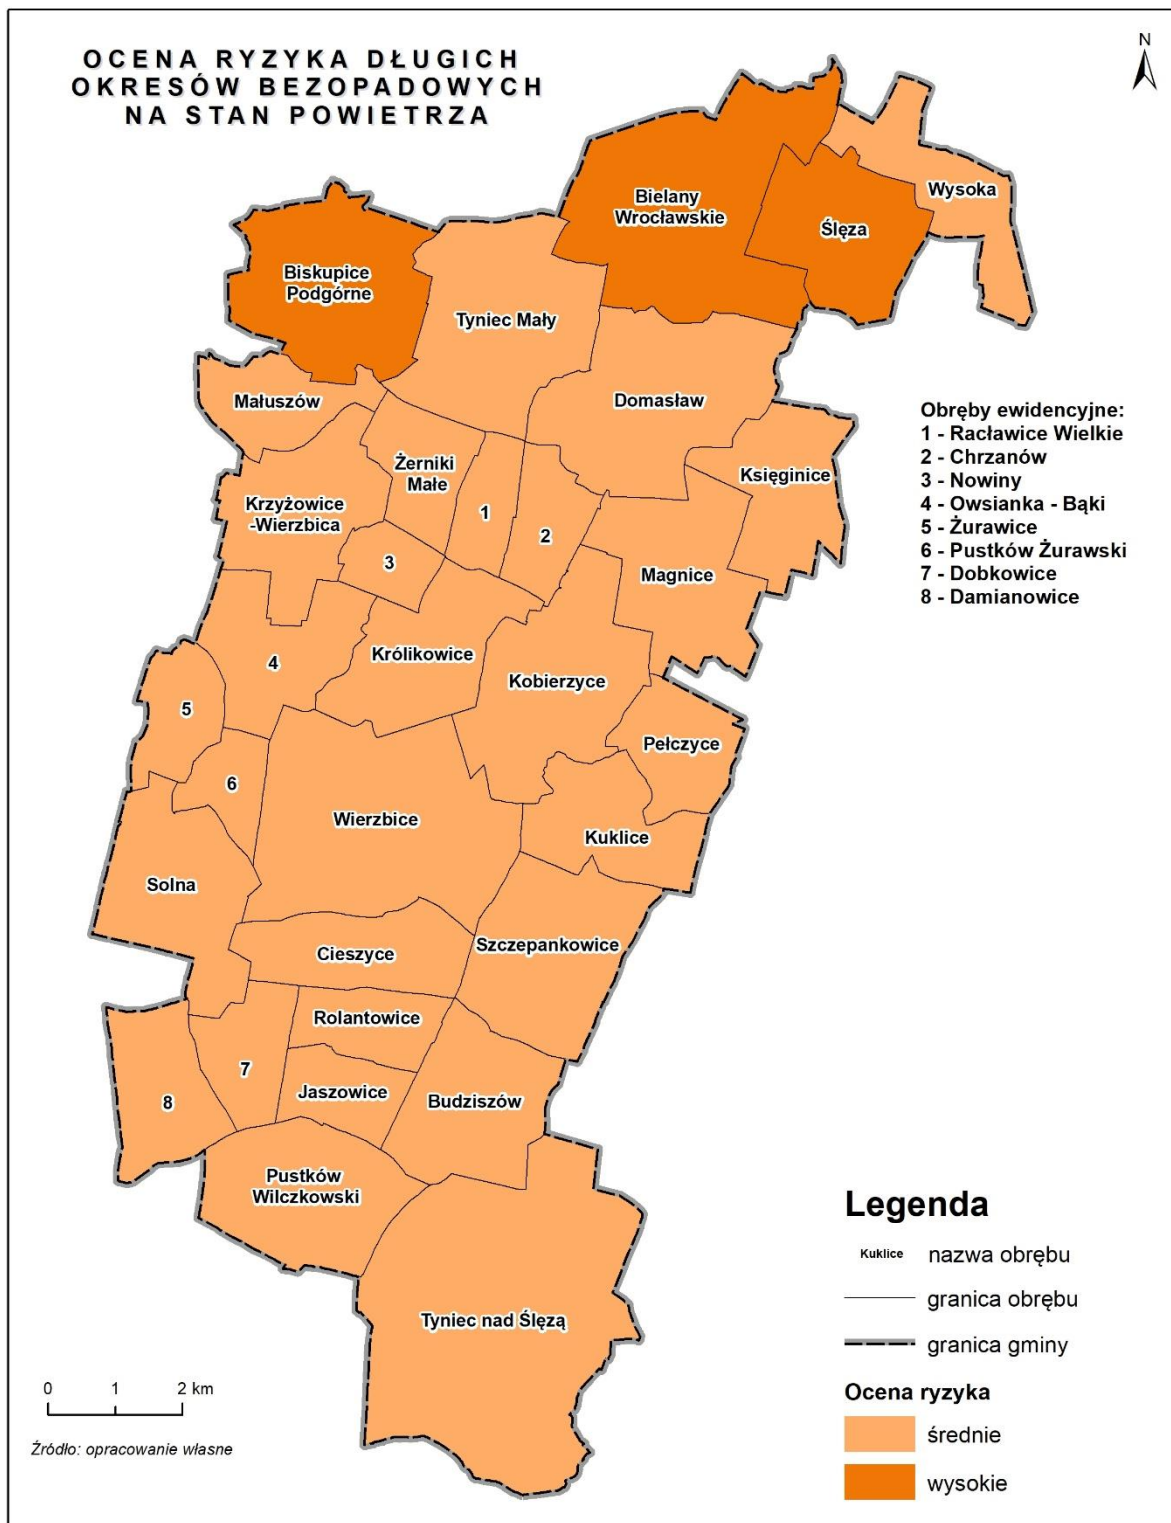 OCENA RYZYKA DŁUGICH
OKRESÓW BEZOPADOWYCH
NA STAN POWIETRZA
N
Wysoka
Bielany
Wrocławskie
Ślęza
Biskupice
Podgórne
Tyniec Mały
Małuszów
Domasław
Obręby ewidencyjne:
1 - Racławice Wielkie
2 - Chrzanów
3 - Nowiny
4 - Owsianka - Bąki
5 - Żurawice
6 - Pustków Żurawski
7 - Dobkowice
8 - Damianowice
Żerniki
Małe
Księginice
Krzyżowice
-Wierzbica
1
2
3
Magnice
4
Królikowice
Kobierzyce
5
Pełczyce
6
Wierzbice
Kuklice
Solna
Cieszyce
Szczepankowice
Rolantowice
7
Jaszowice
8
Budziszów
Pustków
Wilczkowski
Tyniec nad Ślęzą
Legenda
Kuklice nazwa obrębu
granica obrębu
granica gminy
Ocena ryzyka
średnie
wysokie
0 1 2 km
Źródło: opracowanie własne